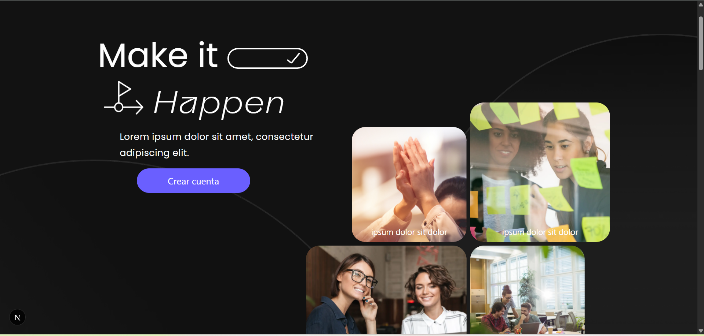 Make it
Happen
Lorem ipsum dolor sit amet, consectetur
adipiscing elit.
Crear cuenta
ipsum dolor sit dolor
ipsum dolor sit dolor
N